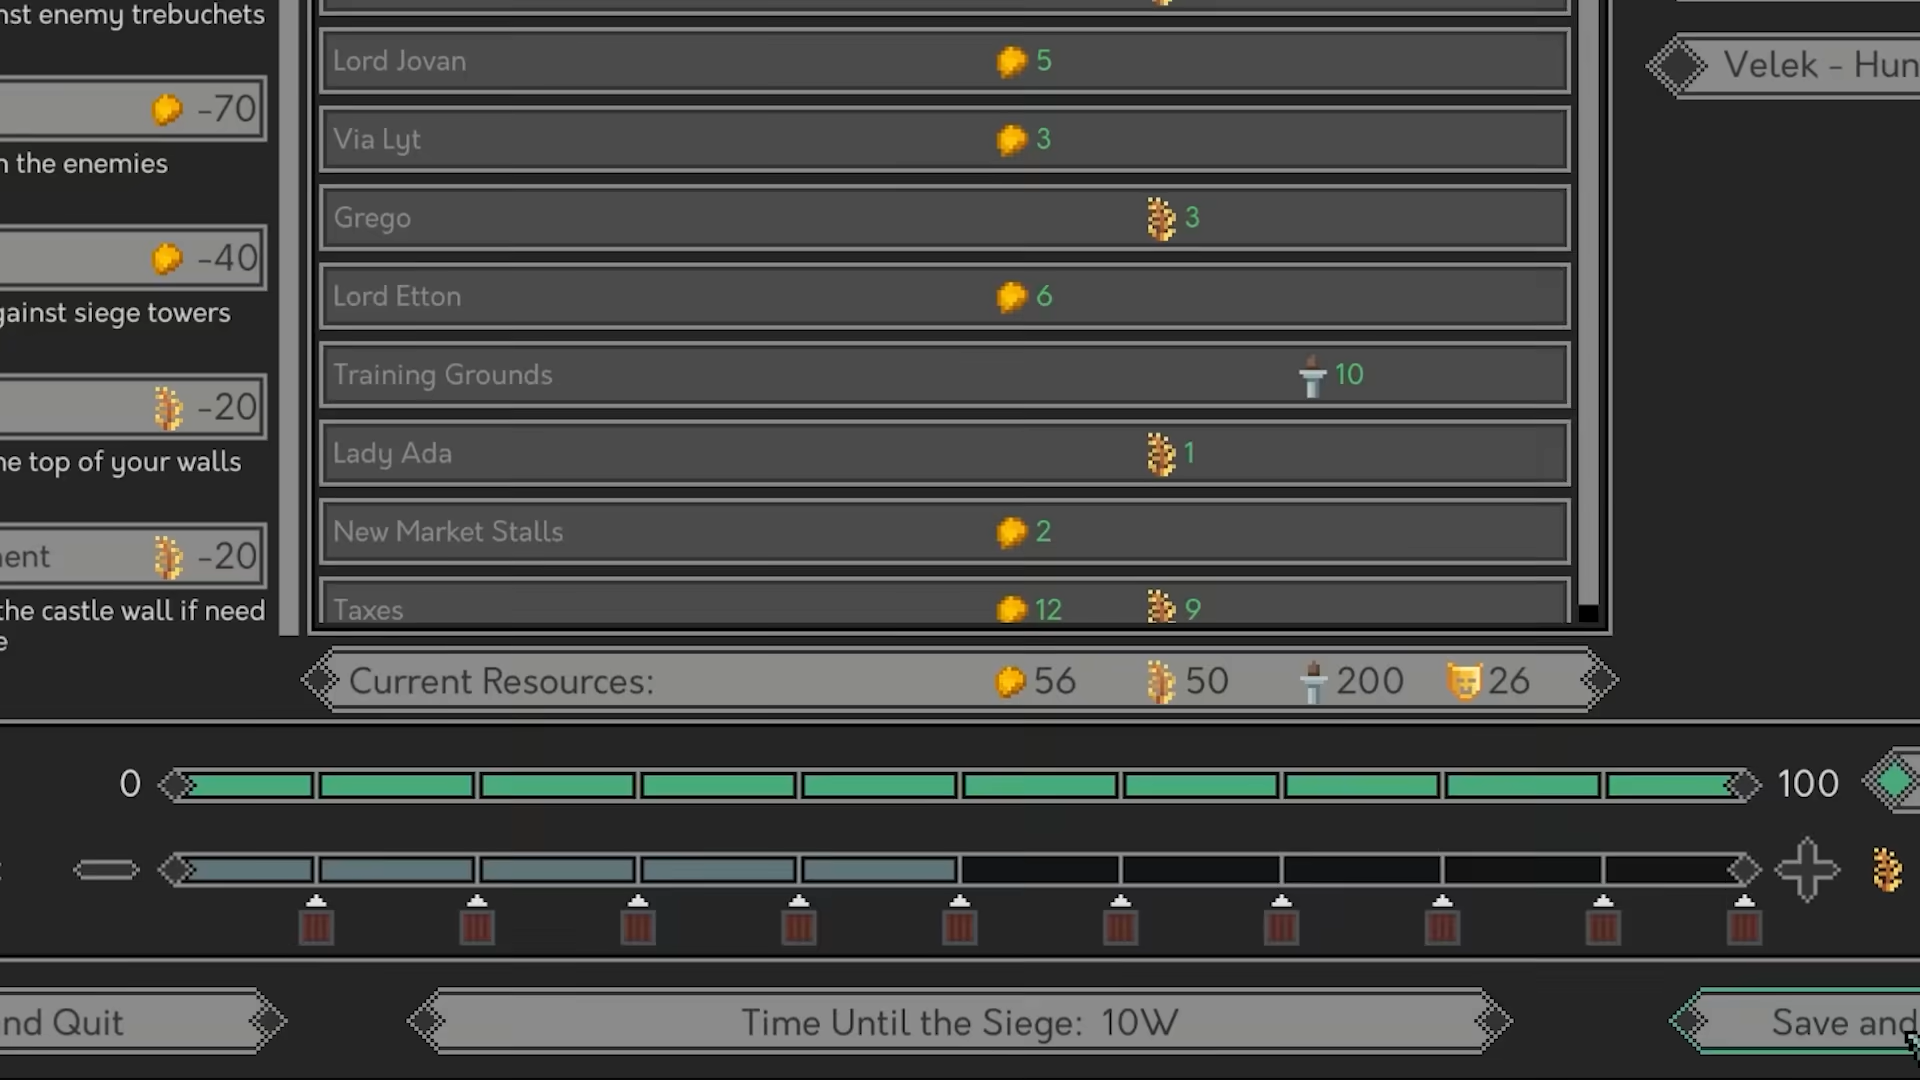 nst enemy trebuchets
-70
n the enemies
-40
gainst siege towers
-20
ne top of your walls
nent -20
the castle wall if need
e
Lord Jovan 5
Via Lyt 3
Grego 3
Lord Etton 6
Training Grounds 10
Lady Ada 1
New Market Stalls 2
Taxes 12 9
Current Resources: 56 50 200 26
Velek - Hun
0 100
nd Quit
Time Until the Siege: 10W
Save and